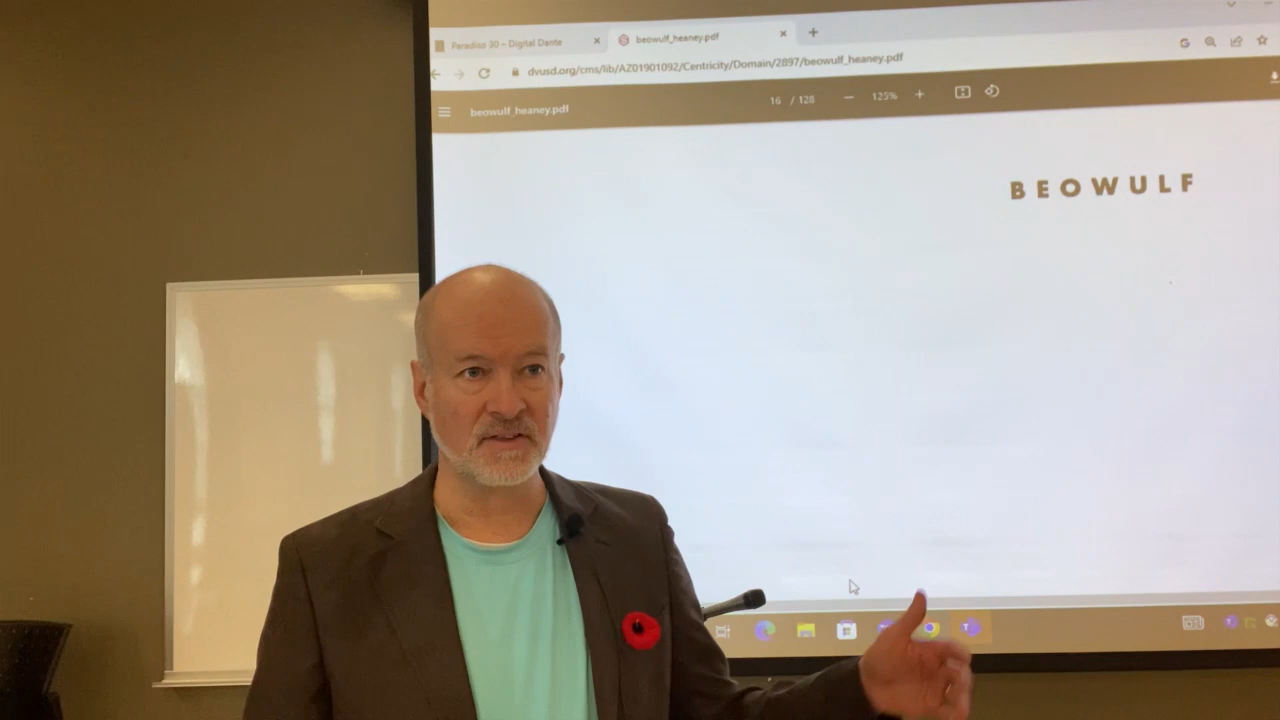 Paradiso 30 – Digital Dante
beowulf_heaney.pdf
dvusd.org/cms/lib/AZ01901092/Centricity/Domain/2897/beowulf_heaney.pdf
beowulf_heaney.pdf
16 / 128
125%
BEOWULF